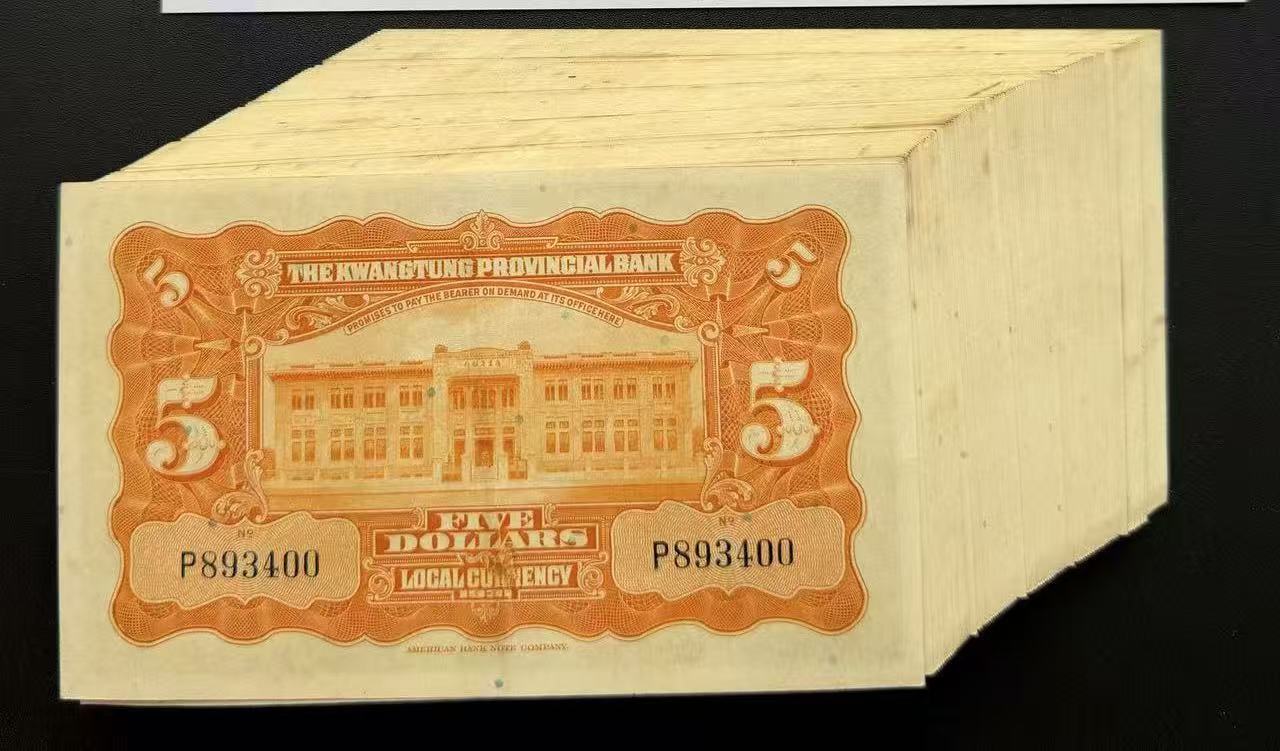 5 5
THE KWANGTUNG PROVINCIAL BANK
PROMISES TO PAY THE BEARER ON DEMAND AT ITS OFFICE HERE
5 5
FIVE
DOLLARS
Nº Nº
P893400 P893400
LOCAL CURRENCY
1931
AMERICAN BANK NOTE COMPANY.